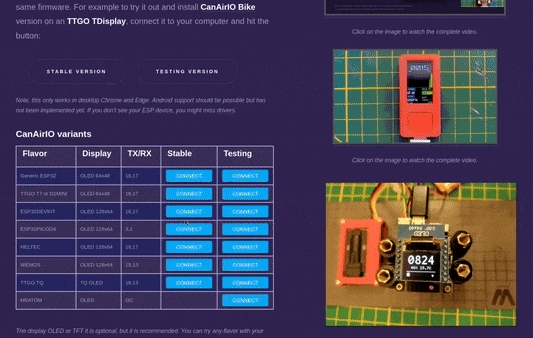 same firmware. For example to try it out and install CanAirIO Bike
version on an TTGO TDisplay, connect it to your computer and hit the
button:
STABLE VERSION TESTING VERSION
Note, this only works in desktop Chrome and Edge. Android support should be possible but has
not been implemented yet. If you don't see your ESP device, you might miss drivers.
CanAirIO variants
Flavor Display TX/RX Stable Testing
Generic ESP32 OLED 64x48 16,17 CONNECT CONNECT
TTGO T7 or D1MINI OLED 64x48 16,17 CONNECT CONNECT
ESP32DEVKIT OLED 128x64 16,17 CONNECT CONNECT
ESP32PICOD4 OLED 128x64 3,1 CONNECT CONNECT
HELTEC OLED 128x64 16,17 CONNECT CONNECT
WEMOS OLED 128x64 15,13 CONNECT CONNECT
TTGO TQ TQ OLED 18,13 CONNECT CONNECT
M5ATOM OLED I2C CONNECT
The display OLED or TFT it is optional, but it is recommended. You can try any flavor with your
Click on the image to watch the complete video.
Click on the image to watch the complete video.
0824